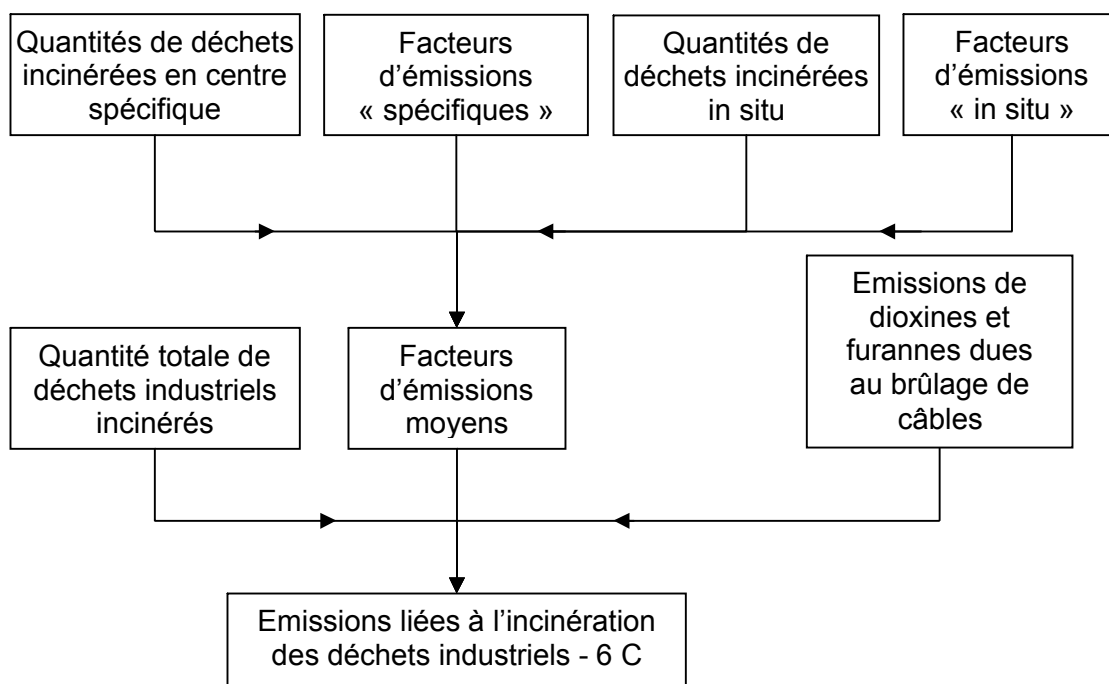 Quantités de déchets
incinérées en centre
spécifique
Facteurs
d’émissions
« spécifiques »
Quantités de
déchets incinérées
in situ
Facteurs
d’émissions
« in situ »
Quantité totale de
déchets industriels
incinérés
Facteurs
d’émissions
moyens
Emissions de
dioxines et
furannes dues
au brûlage de
câbles
Emissions liées à l’incinération
des déchets industriels - 6 C